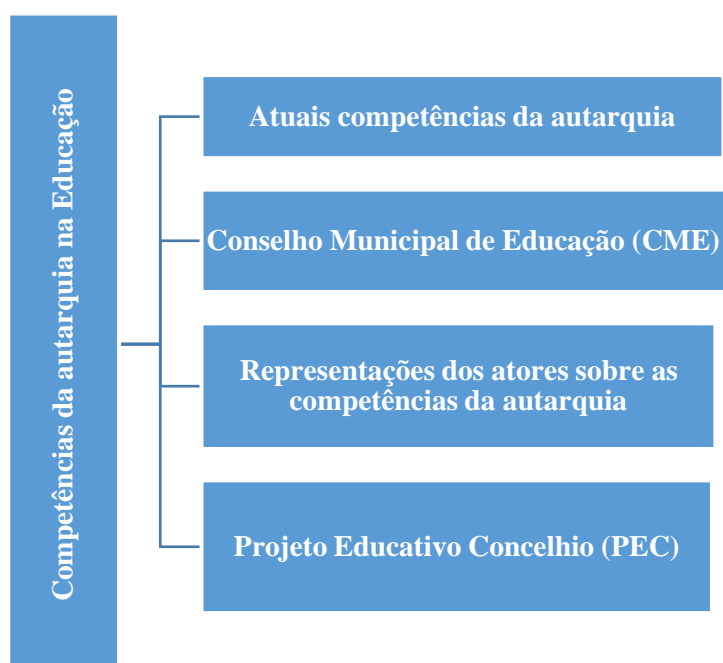 Competências da autarquia na Educação
Atuais competências da autarquia
Conselho Municipal de Educação (CME)
Representações dos atores sobre as
competências da autarquia
Projeto Educativo Concelhio (PEC)